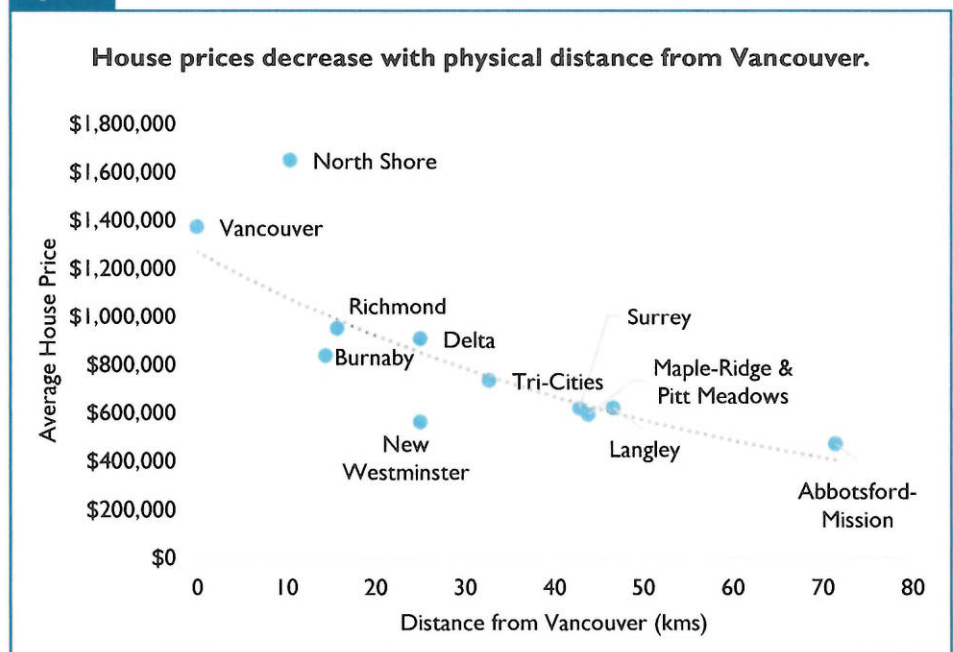 House prices decrease with physical distance from Vancouver.
$1,800,000
$1,600,000
$1,400,000
$1,200,000
$1,000,000
$800,000
$600,000
$400,000
$200,000
$0
Average House Price
North Shore
Vancouver
Richmond
Burnaby
Delta
New
Westminster
Tri-Cities
Surrey
Maple-Ridge &
Pitt Meadows
Langley
Abbotsford-
Mission
0 10 20 30 40 50 60 70 80
Distance from Vancouver (kms)